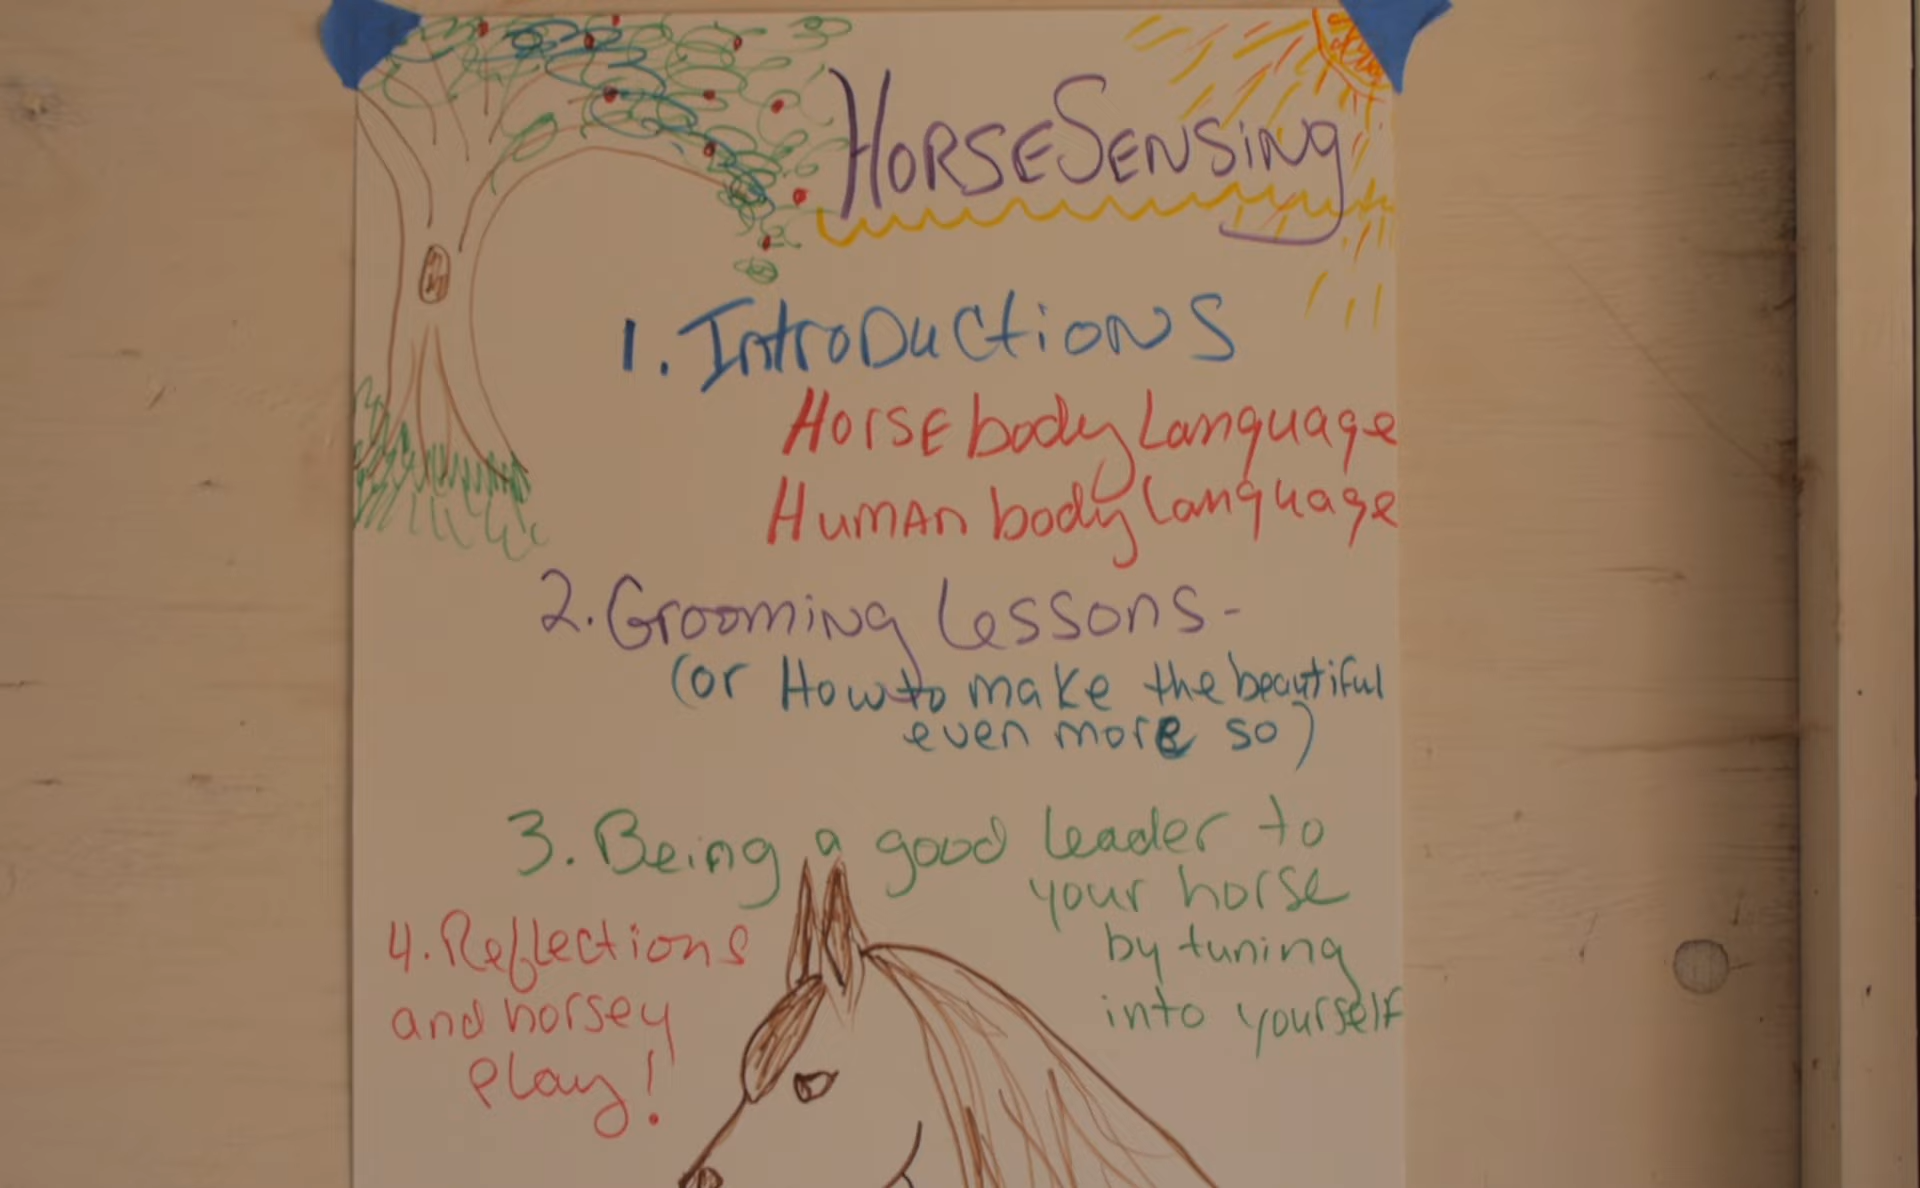 HORSESENSiNG
1. IntroDuctioNS
HorsE body Language
HumAn body language
2. GroomiNg Lessons-
(or How to make the beautiful
even more so)
3. Being a good leader to
your horse
by tuning
into yourself
4. Reflections
and horsey
Play!